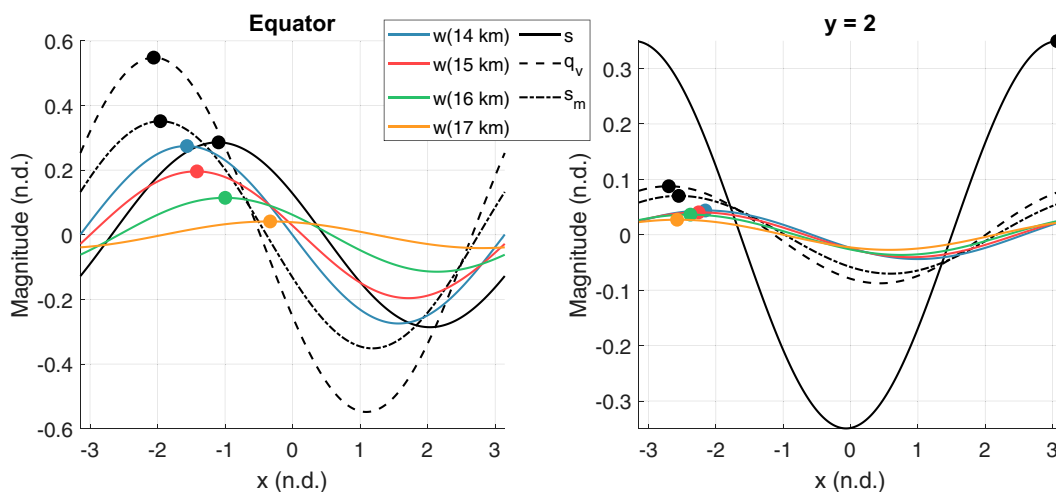 Equator
y = 2
w(14 km)
s
w(15 km)
q_v
w(16 km)
s_m
w(17 km)
Magnitude (n.d.)
0.6
0.4
0.2
0
-0.2
-0.4
-0.6
-3
-2
-1
0
1
2
3
x (n.d.)
Magnitude (n.d.)
0.3
0.2
0.1
0
-0.1
-0.2
-0.3
-3
-2
-1
0
1
2
3
x (n.d.)